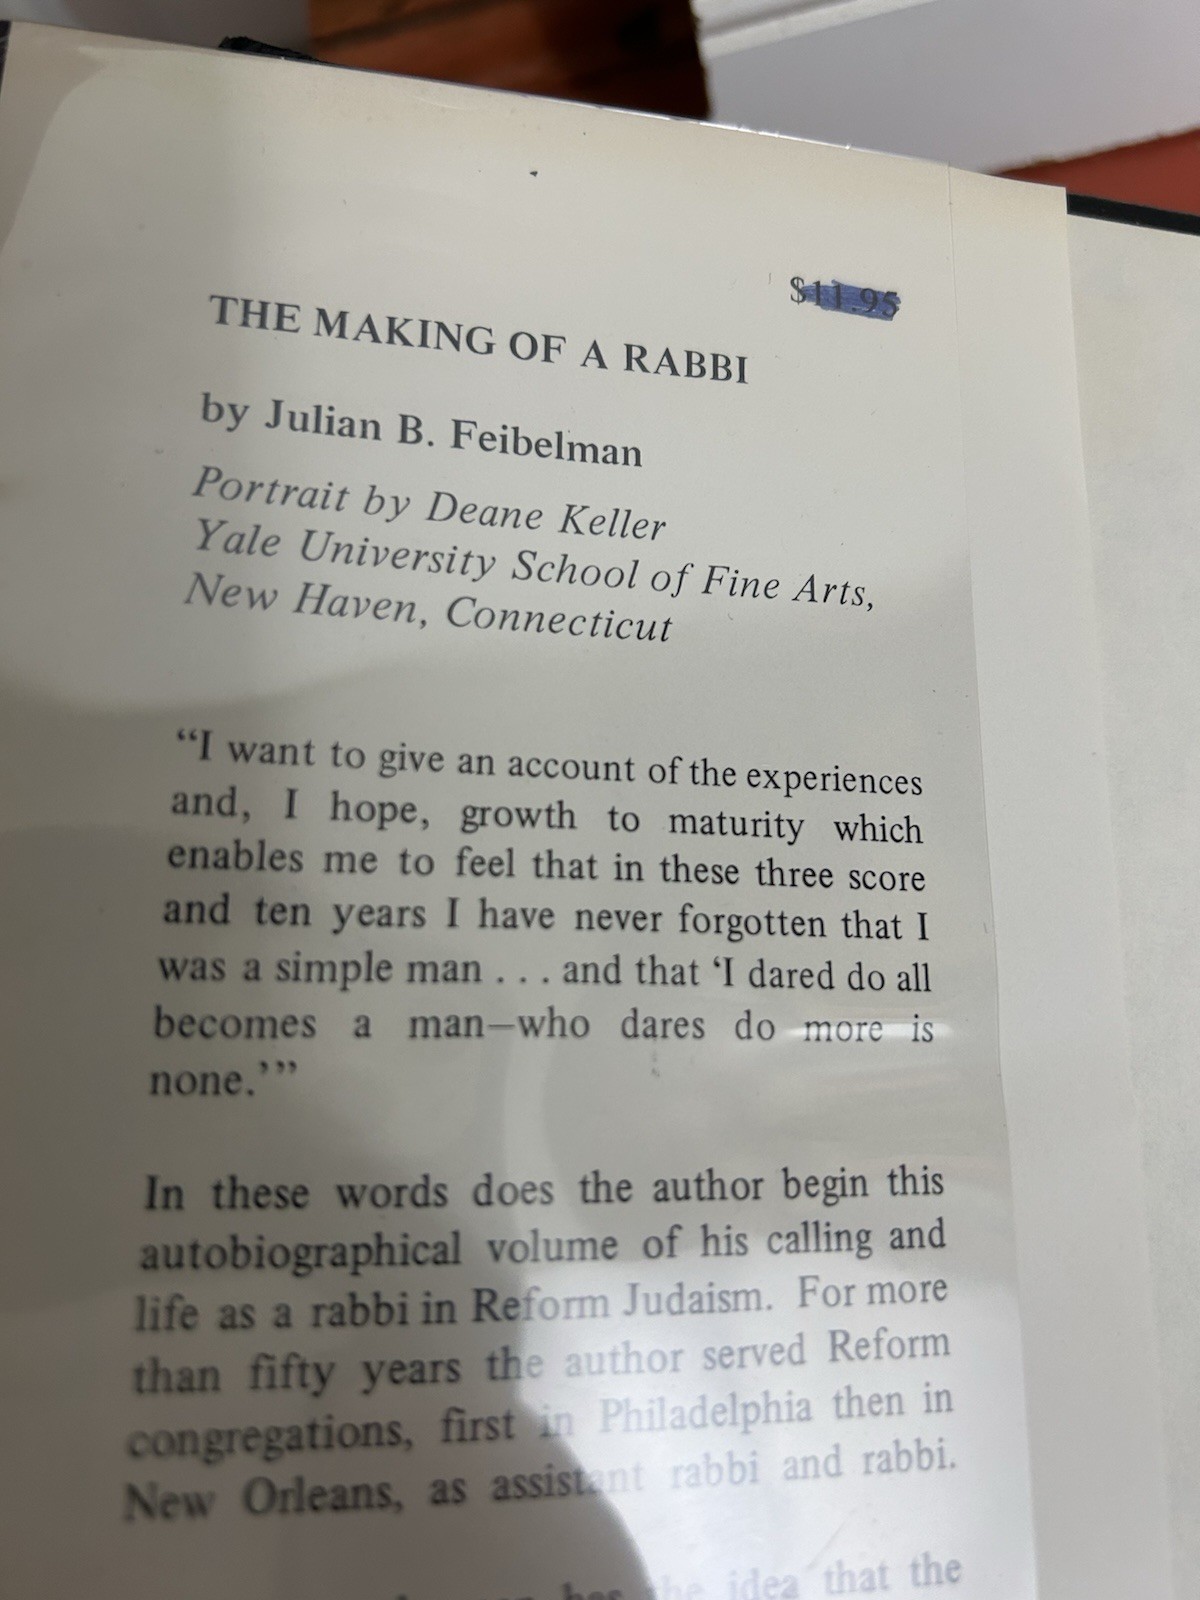 $11.95
THE MAKING OF A RABBI
by Julian B. Feibelman
Portrait by Deane Keller
Yale University School of Fine Arts,
New Haven, Connecticut
“I want to give an account of the experiences
and, I hope, growth to maturity which
enables me to feel that in these three score
and ten years I have never forgotten that I
was a simple man . . . and that ‘I dared do all
becomes a man—who dares do more is
none.’”
In these words does the author begin this
autobiographical volume of his calling and
life as a rabbi in Reform Judaism. For more
than fifty years the author served Reform
congregations, first in Philadelphia then in
New Orleans, as assistant rabbi and rabbi.
has the idea that the